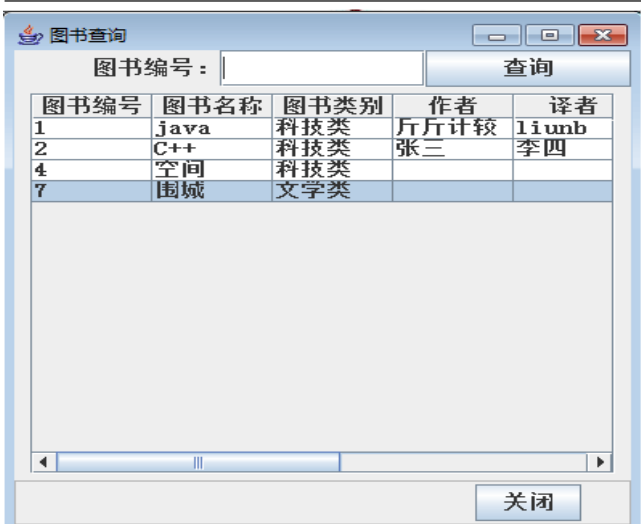 图书查询
图书编号： 查询
图书编号 图书名称 图书类别 作者 译者
1 java 科技类 斤斤计较 liunb
2 C++ 科技类 张三 李四
4 空间 科技类
7 围城 文学类
关闭